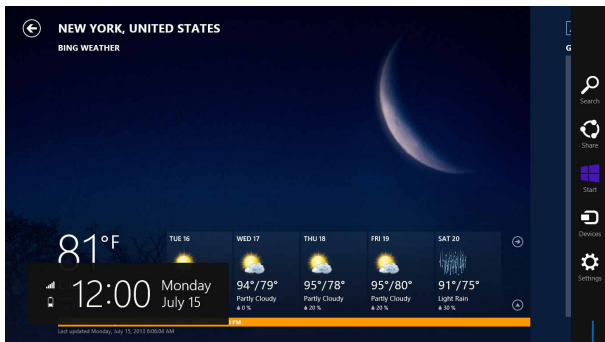 NEW YORK, UNITED STATES
BING WEATHER
G
Search
Share
Start
Devices
Settings
81°F
TUE 16
WED 17
94°/79°
Partly Cloudy
0 %
THU 18
95°/78°
Partly Cloudy
20 %
FRI 19
95°/80°
Partly Cloudy
20 %
SAT 20
91°/75°
Light Rain
30 %
12:00
Monday
July 15
PM
Last updated Monday, July 15, 2013 8:06:04 AM